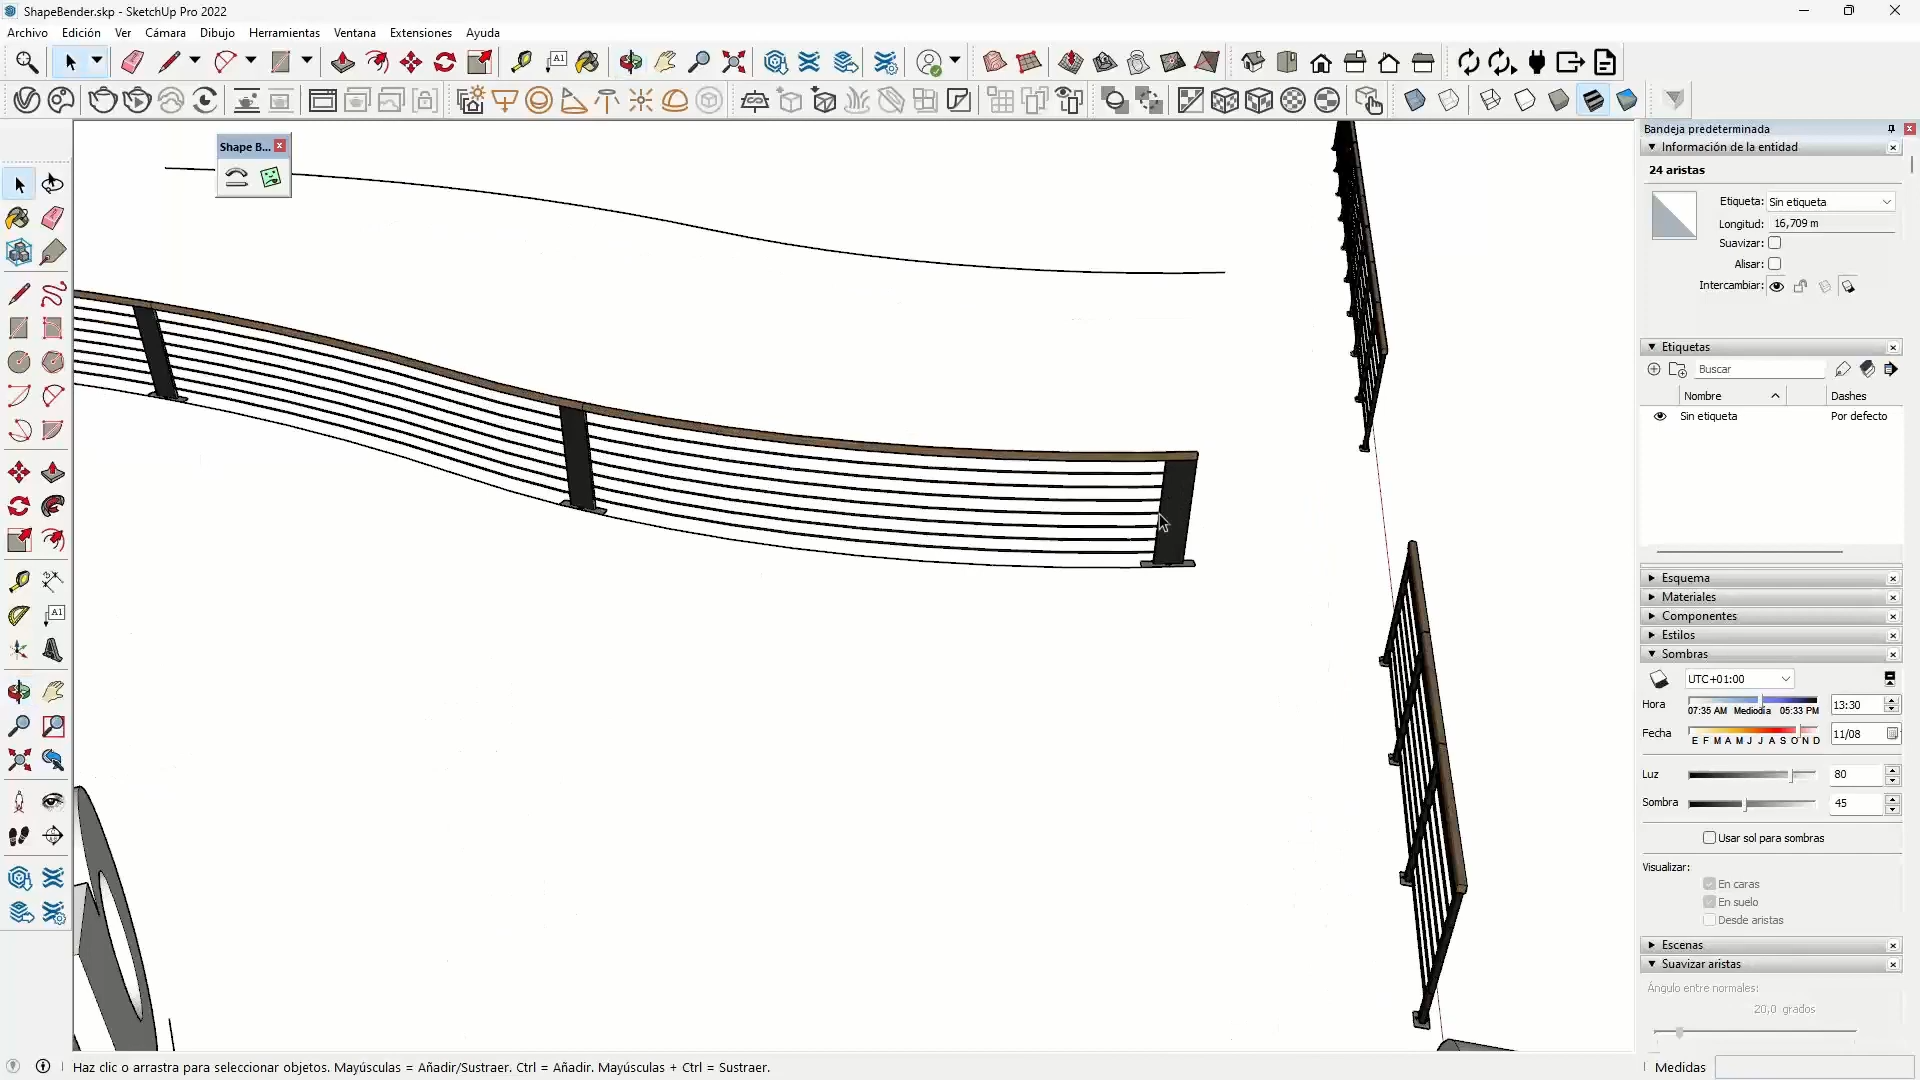 ShapeBender.skp - SketchUp Pro 2022
Archivo Edición Ver Cámara Dibujo Herramientas Ventana Extensiones Ayuda
A1
Shape B...
Bandeja predeterminada
Información de la entidad
24 aristas
Etiqueta: Sin etiqueta
Longitud: 16,709 m
Suavizar:
Alisar:
Intercambiar:
Etiquetas
Buscar
Nombre Dashes
Sin etiqueta Por defecto
Esquema
Materiales
Componentes
Estilos
Sombras
UTC+01:00
Hora 13:30
07:35 AM Mediodía 05:33 PM
Fecha 11/08
E F M A M J J A S O N D
Luz 80
Sombra 45
Usar sol para sombras
Visualizar:
En caras
En suelo
Desde aristas
Escenas
Suavizar aristas
Ángulo entre normales:
20,0 grados
A1
Haz clic o arrastra para seleccionar objetos. Mayúsculas = Añadir/Sustraer. Ctrl = Añadir. Mayúsculas + Ctrl = Sustraer.
Medidas